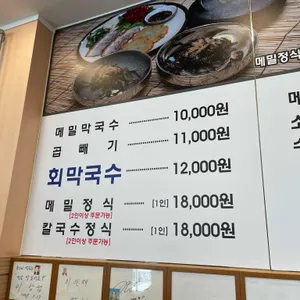 메밀정식
메밀막국수 10,000원
곱빼기 11,000원
회막국수 12,000원
메밀정식 [1인] 18,000원
[2인이상 주문가능]
칼국수정식 [1인] 18,000원
[2인이상 주문가능]